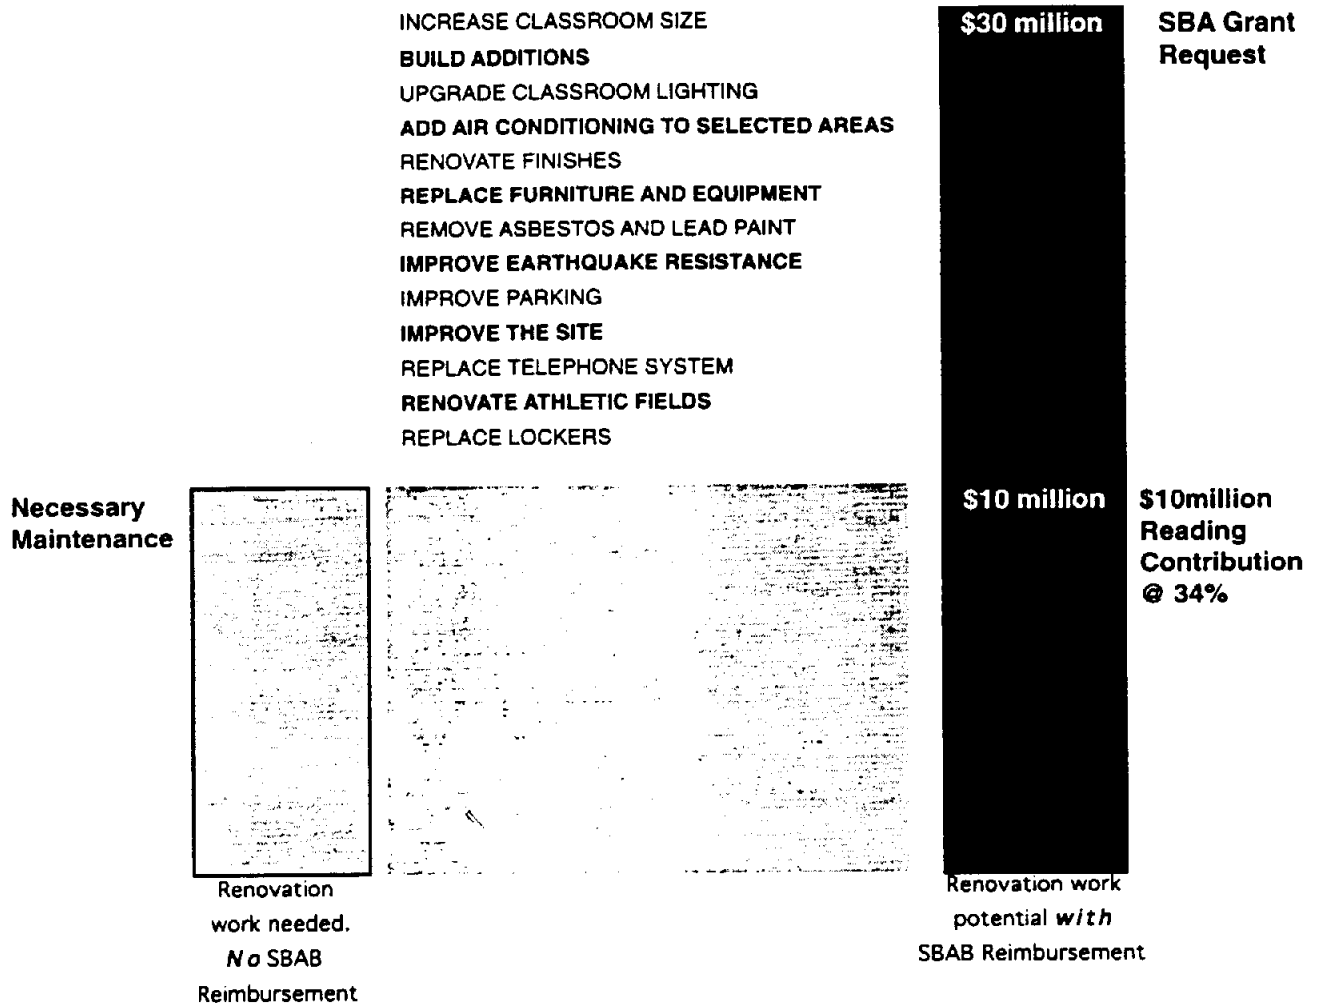 INCREASE CLASSROOM SIZE
BUILD ADDITIONS
UPGRADE CLASSROOM LIGHTING
ADD AIR CONDITIONING TO SELECTED AREAS
RENOVATE FINISHES
REPLACE FURNITURE AND EQUIPMENT
REMOVE ASBESTOS AND LEAD PAINT
IMPROVE EARTHQUAKE RESISTANCE
IMPROVE PARKING
IMPROVE THE SITE
REPLACE TELEPHONE SYSTEM
RENOVATE ATHLETIC FIELDS
REPLACE LOCKERS
$30 million
SBA Grant
Request
Necessary
Maintenance
$10 million
$10million
Reading
Contribution
@ 34%
Renovation
work needed.
No SBAB
Reimbursement
Renovation work
potential with
SBAB Reimbursement